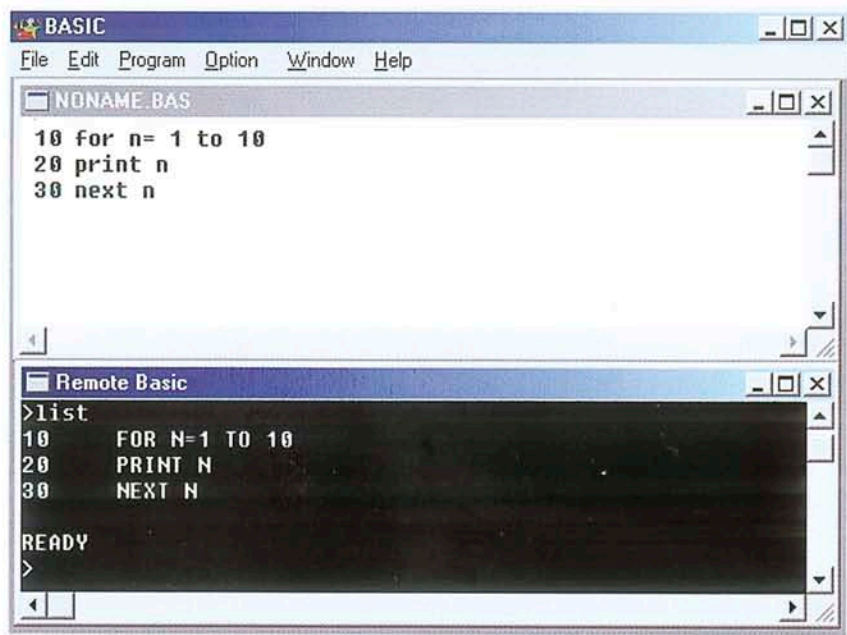 BASIC
File Edit Program Option Window Help
NONAME.BAS
10 for n= 1 to 10
20 print n
30 next n
Remote Basic
>list
10 FOR N=1 TO 10
20 PRINT N
30 NEXT N
READY
>